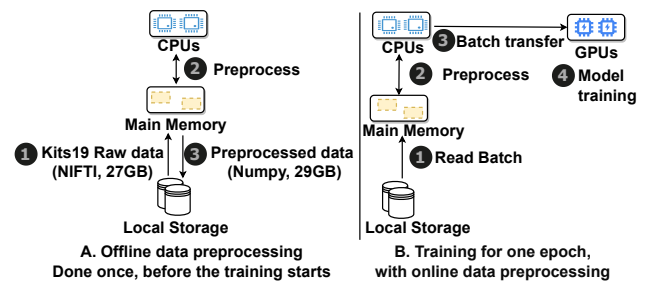 CPUs
2 Preprocess
Main Memory
1 Kits19 Raw data
(NIFTI, 27GB)
3 Preprocessed data
(Numpy, 29GB)
Local Storage
A. Offline data preprocessing
Done once, before the training starts
CPUs
3 Batch transfer
GPUs
2 Preprocess
4 Model
training
Main Memory
1 Read Batch
Local Storage
B. Training for one epoch,
with online data preprocessing